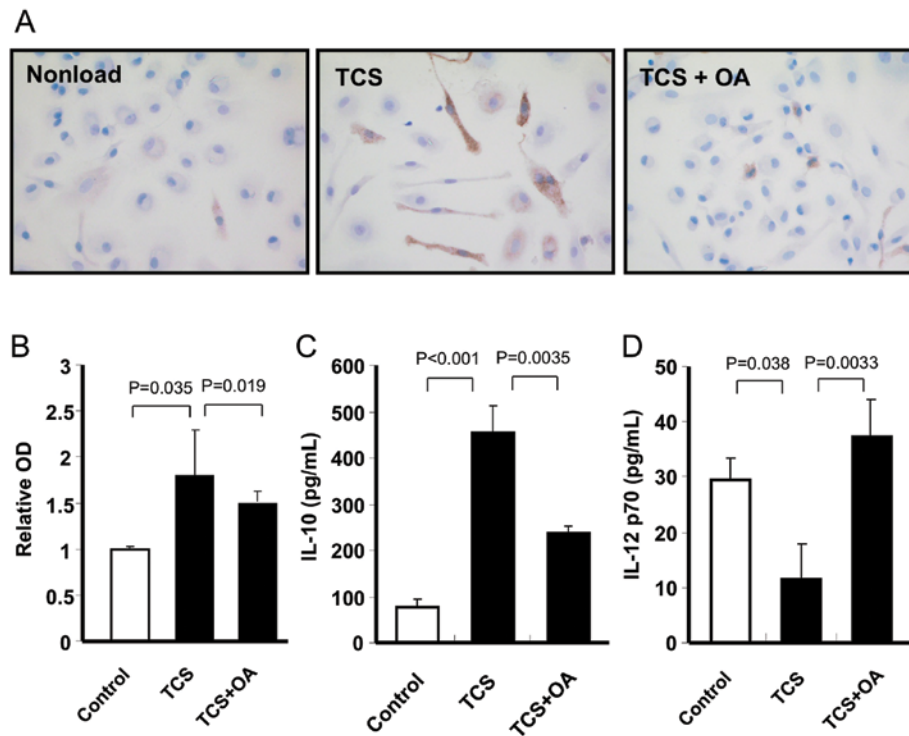 A
Nonload
TCS
TCS + OA
B
3
2.5
2
1.5
1
0.5
Relative OD
P=0.035
P=0.019
Control
TCS
TCS+OA
C
600
500
400
300
200
100
0
IL-10 (pg/mL)
P<0.001
P=0.0035
Control
TCS
TCS+OA
D
50
40
30
20
10
0
IL-12 p70 (pg/mL)
P=0.038
P=0.0033
Control
TCS
TCS+OA